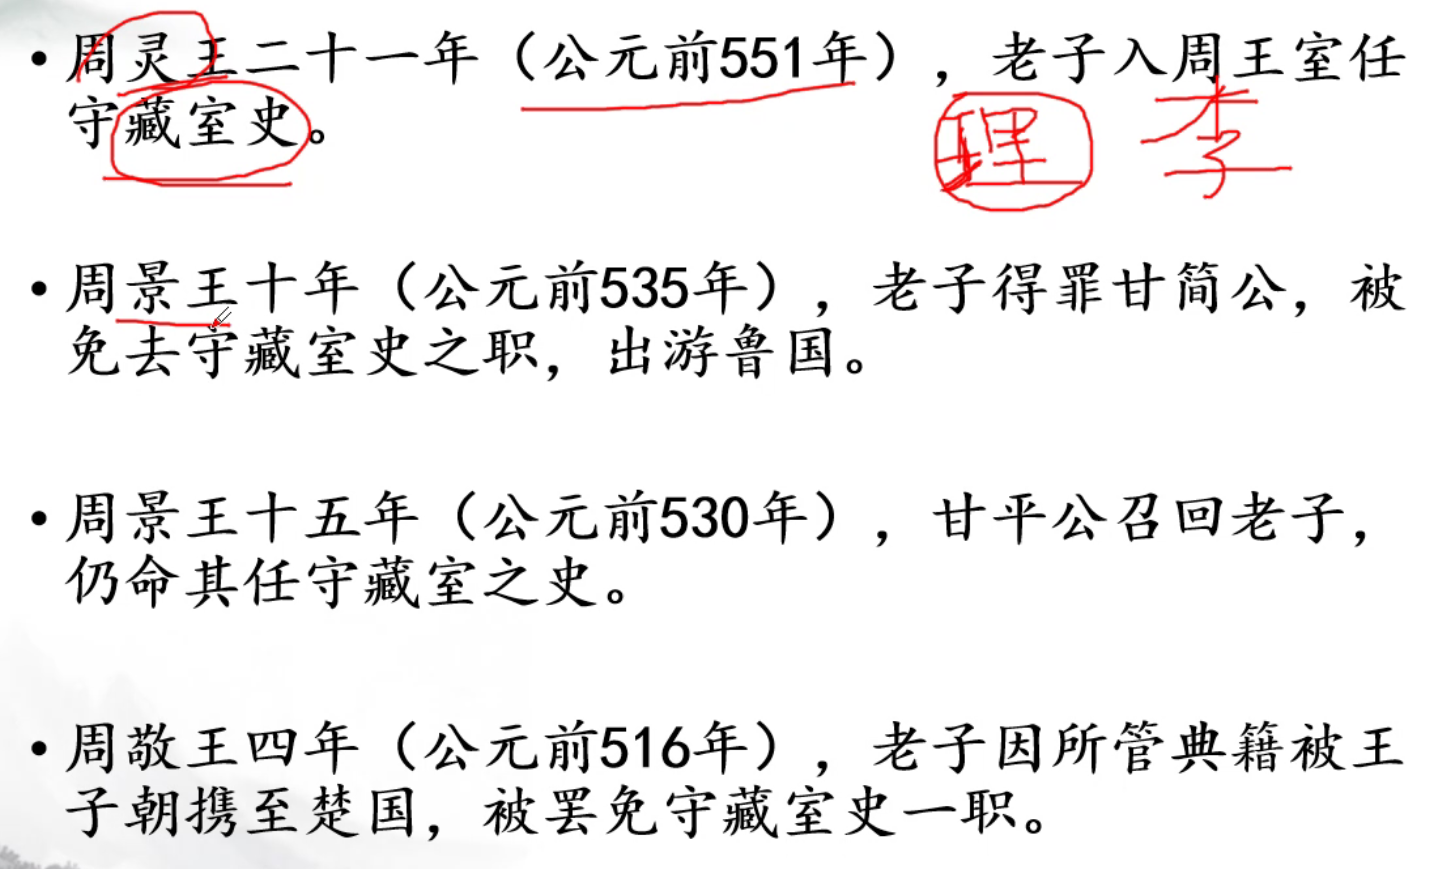 • 周灵王二十一年（公元前551年），老子入周王室任
守藏室史。
理 李
• 周景王十年（公元前535年），老子得罪甘简公，被
免去守藏室史之职，出游鲁国。
• 周景王十五年（公元前530年），甘平公召回老子，
仍命其任守藏室之史。
• 周敬王四年（公元前516年），老子因所管典籍被王
子朝携至楚国，被罢免守藏室史一职。